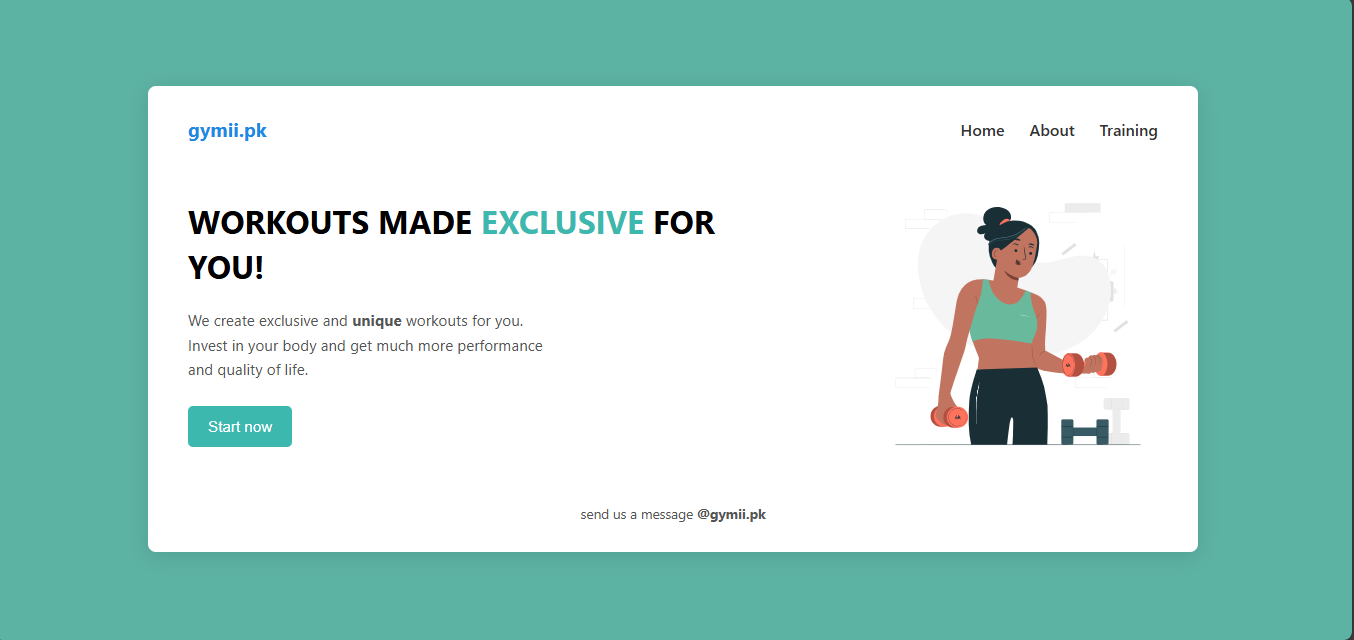 gymii.pk
Home About Training
WORKOUTS MADE EXCLUSIVE FOR
YOU!
We create exclusive and unique workouts for you.
Invest in your body and get much more performance
and quality of life.
Start now
send us a message @gymii.pk